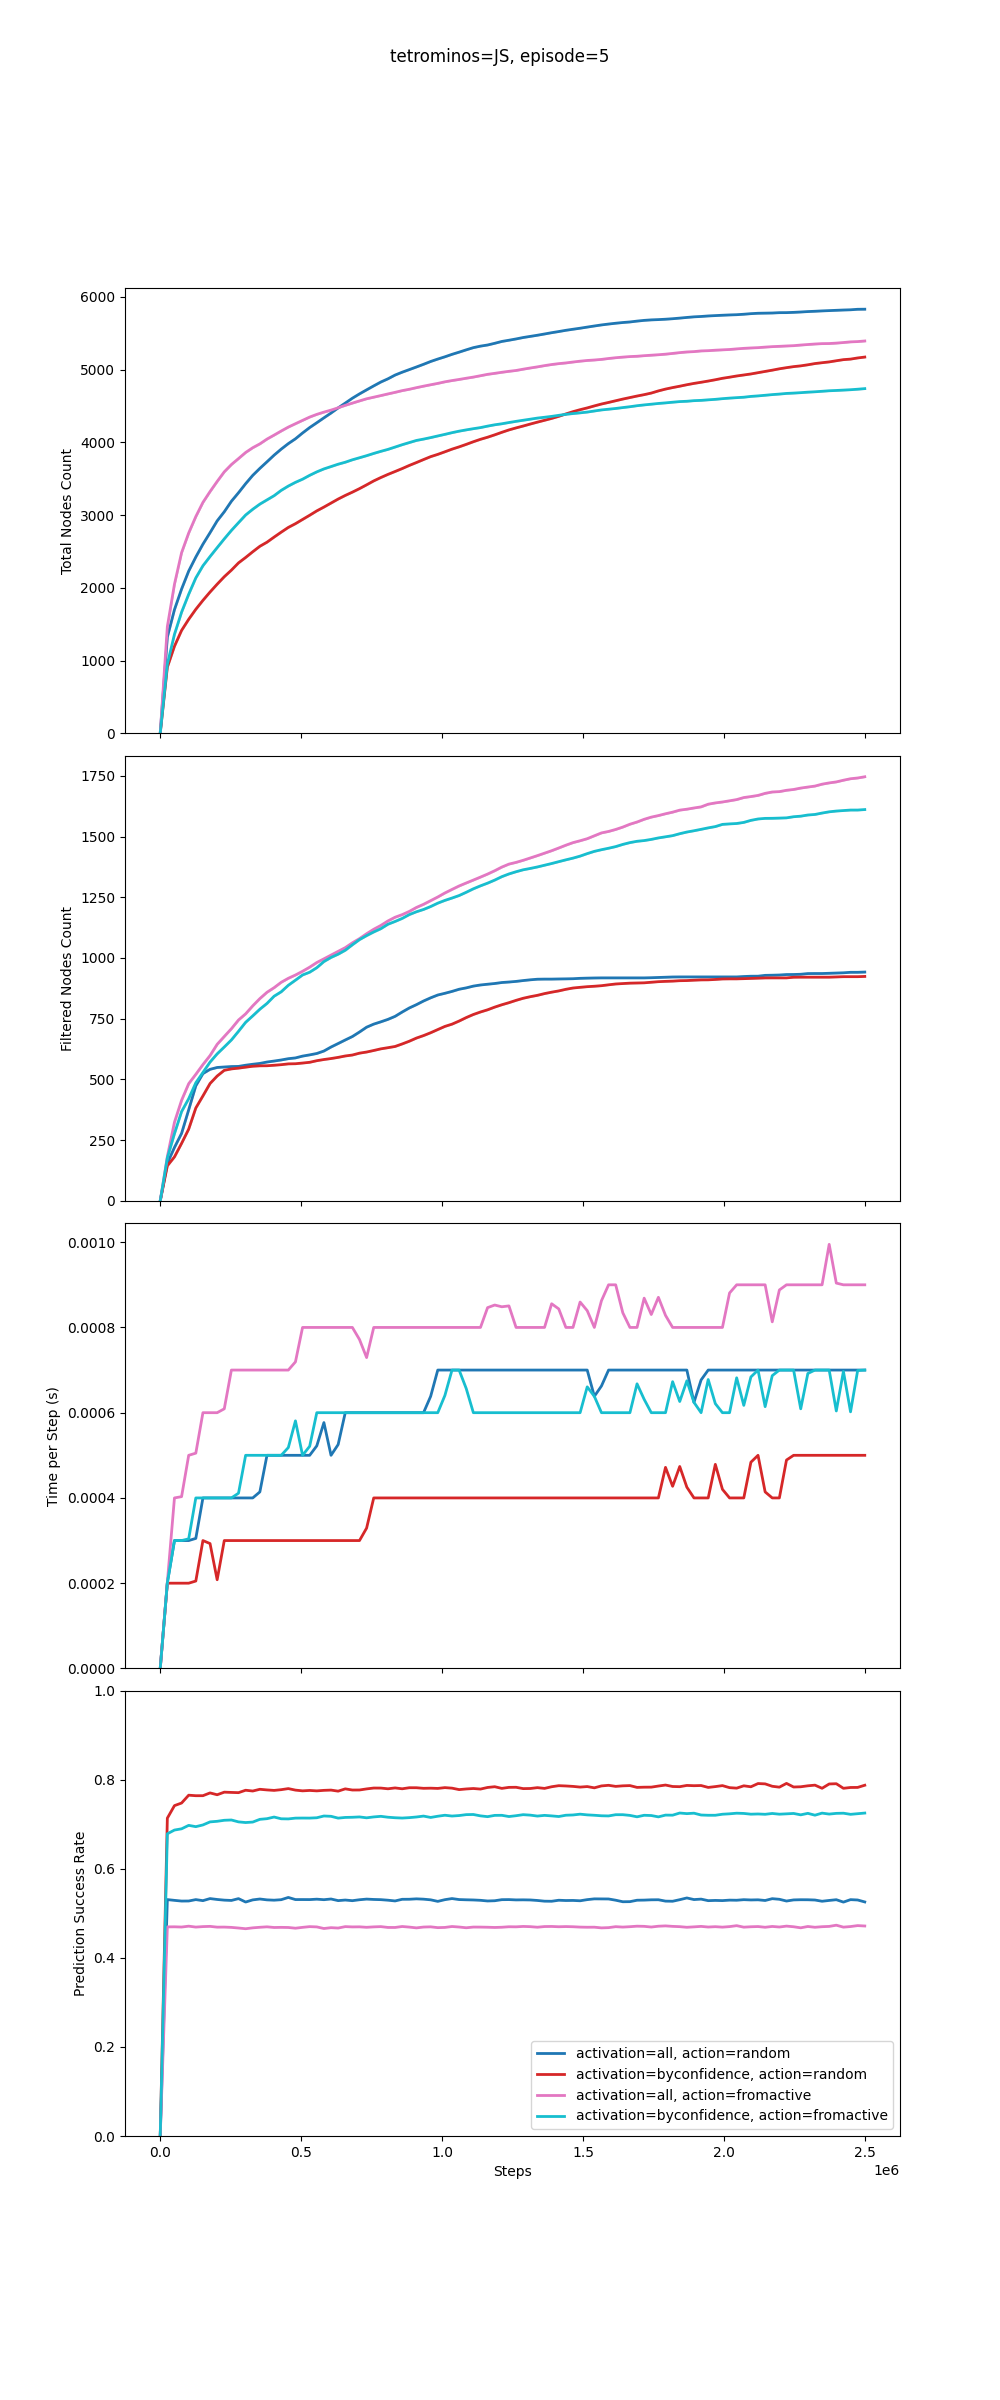 tetrominos=JS, episode=5
6000
5000
4000
3000
2000
1000
0
Total Nodes Count
1750
1500
1250
1000
750
500
250
0
Filtered Nodes Count
0.0010
0.0008
0.0006
0.0004
0.0002
0.0000
Time per Step (s)
1.0
0.8
0.6
0.4
0.2
0.0
Prediction Success Rate
activation=all, action=random
activation=byconfidence, action=random
activation=all, action=fromactive
activation=byconfidence, action=fromactive
0.0 0.5 1.0 1.5 2.0 2.5
Steps
1e6